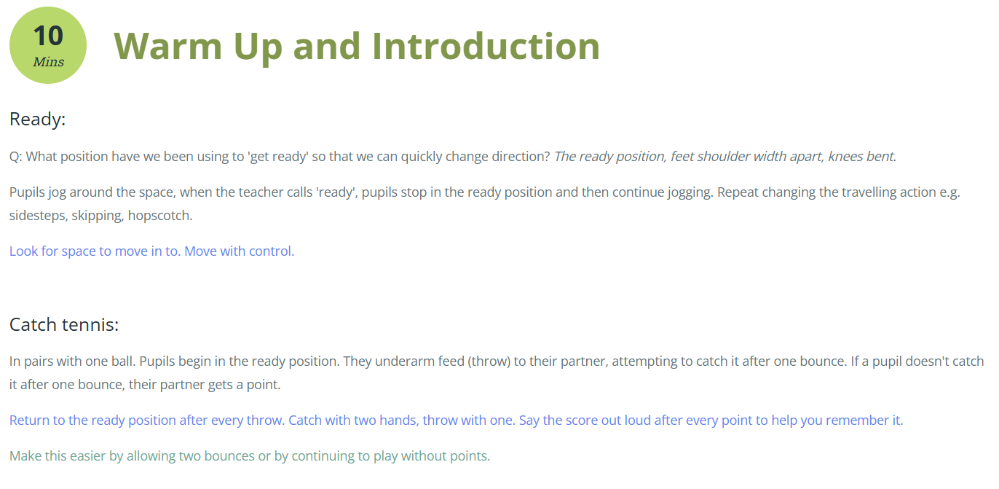 10
Mins
Warm Up and Introduction
Ready:
Q: What position have we been using to 'get ready' so that we can quickly change direction? The ready position, feet shoulder width apart, knees bent.
Pupils jog around the space, when the teacher calls 'ready', pupils stop in the ready position and then continue jogging. Repeat changing the travelling action e.g.
sidesteps, skipping, hopscotch.
Look for space to move in to. Move with control.
Catch tennis:
In pairs with one ball. Pupils begin in the ready position. They underarm feed (throw) to their partner, attempting to catch it after one bounce. If a pupil doesn't catch
it after one bounce, their partner gets a point.
Return to the ready position after every throw. Catch with two hands, throw with one. Say the score out loud after every point to help you remember it.
Make this easier by allowing two bounces or by continuing to play without points.